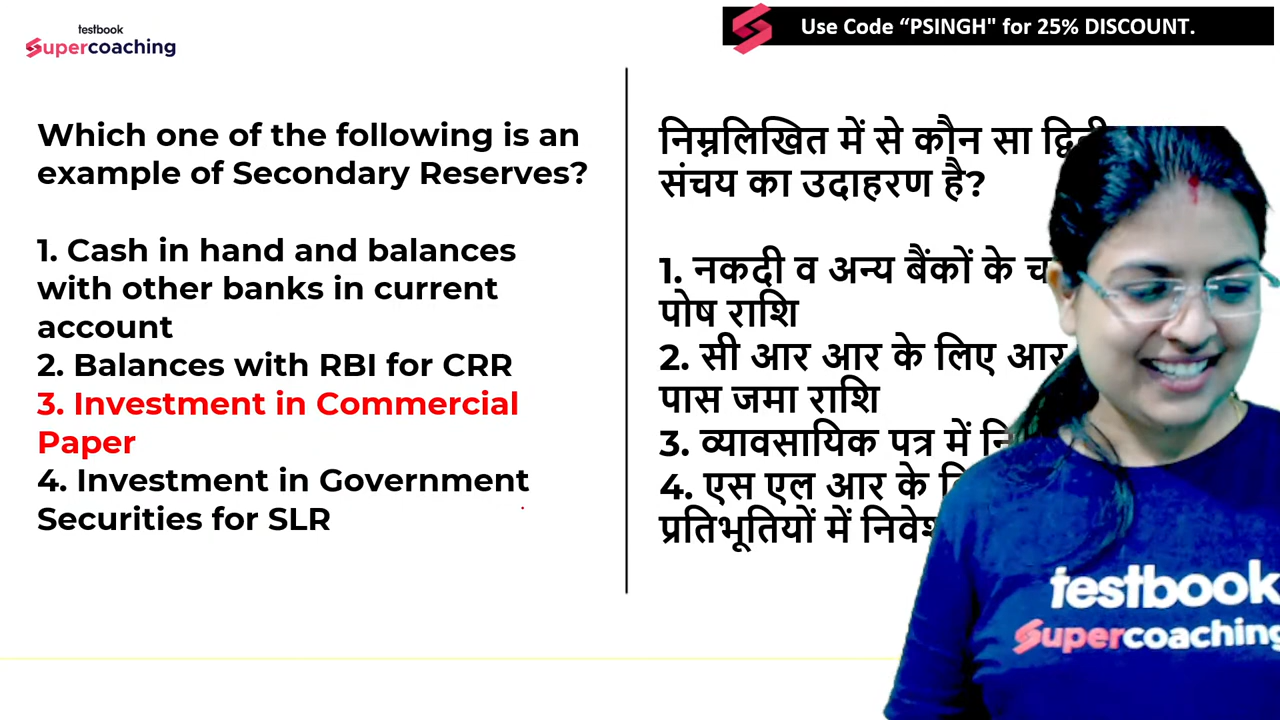 testbook
Supercoaching
Use Code “PSINGH" for 25% DISCOUNT.
Which one of the following is an
example of Secondary Reserves?
1. Cash in hand and balances
with other banks in current
account
2. Balances with RBI for CRR
3. Investment in Commercial
Paper
4. Investment in Government
Securities for SLR
निम्नलिखित में से कौन सा
संचय का उदाहरण है?
1. नकदी व अन्य बैंकों के
पोष राशि
2. सी आर आर के लिए आर
पास जमा राशि
3. व्यावसायिक पत्र में
4. एस एल आर के
प्रतिभूतियों में
testbook
Supercoaching